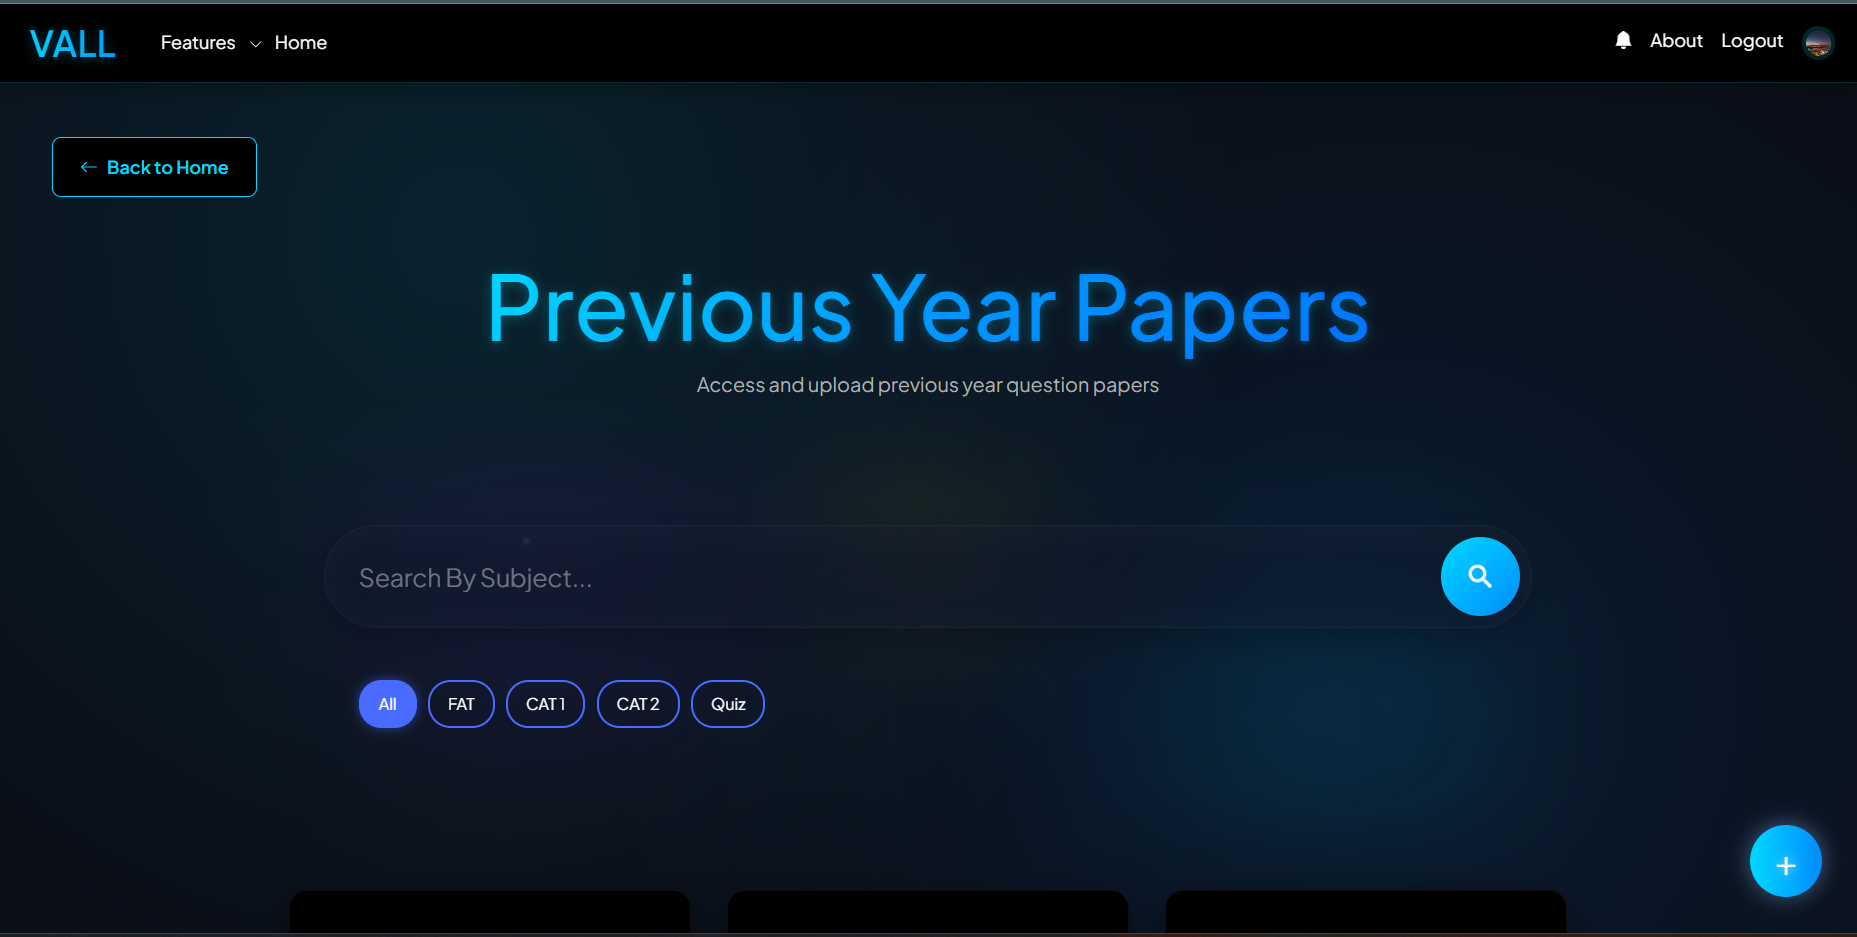 VALL
Features Home
About Logout
Back to Home
Previous Year Papers
Access and upload previous year question papers
Search By Subject...
All FAT CAT 1 CAT 2 Quiz
+